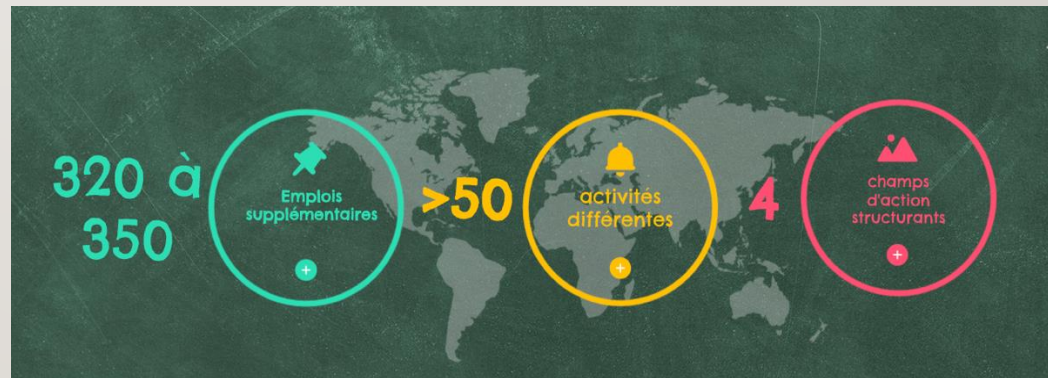 320 à
350
Emplois
supplémentaires
>50
activités
différentes
4
champs
d'action
structurants